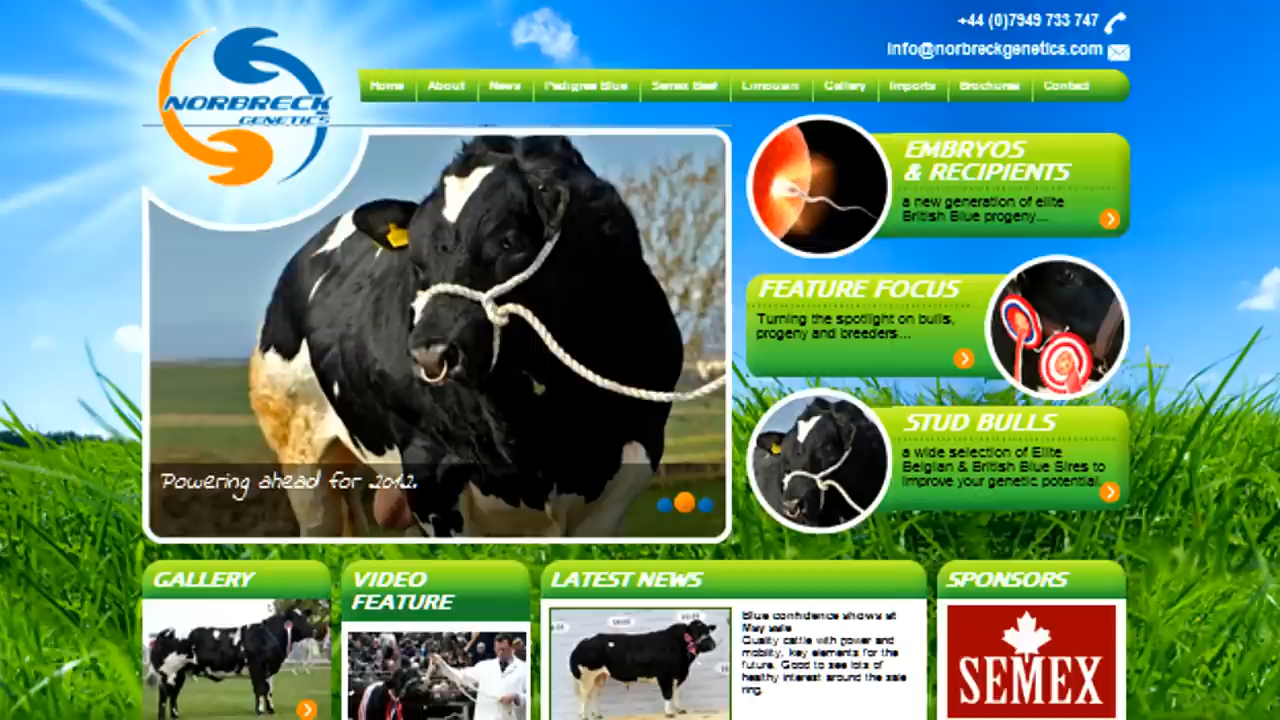 +44 (0)7949 733 747
info@norbreckgenetics.com
NORBRECK
GENETICS
Home About News Pedigree Blue Semex Beef Limousin Gallery Imports Brochures Contact
EMBRYOS
& RECIPIENTS
a new generation of elite
British Blue progeny...
FEATURE FOCUS
Turning the spotlight on bulls,
progeny and breeders...
STUD BULLS
a wide selection of Elite
Belgian & British Blue Sires to
improve your genetic potential.
Powering ahead for 2012.
GALLERY
VIDEO
FEATURE
LATEST NEWS
Blue confidence shows at
May sale
Quality cattle with power and
mobility, key elements for the
future. Good to see lots of
healthy interest around the sale
ring.
SPONSORS
SEMEX